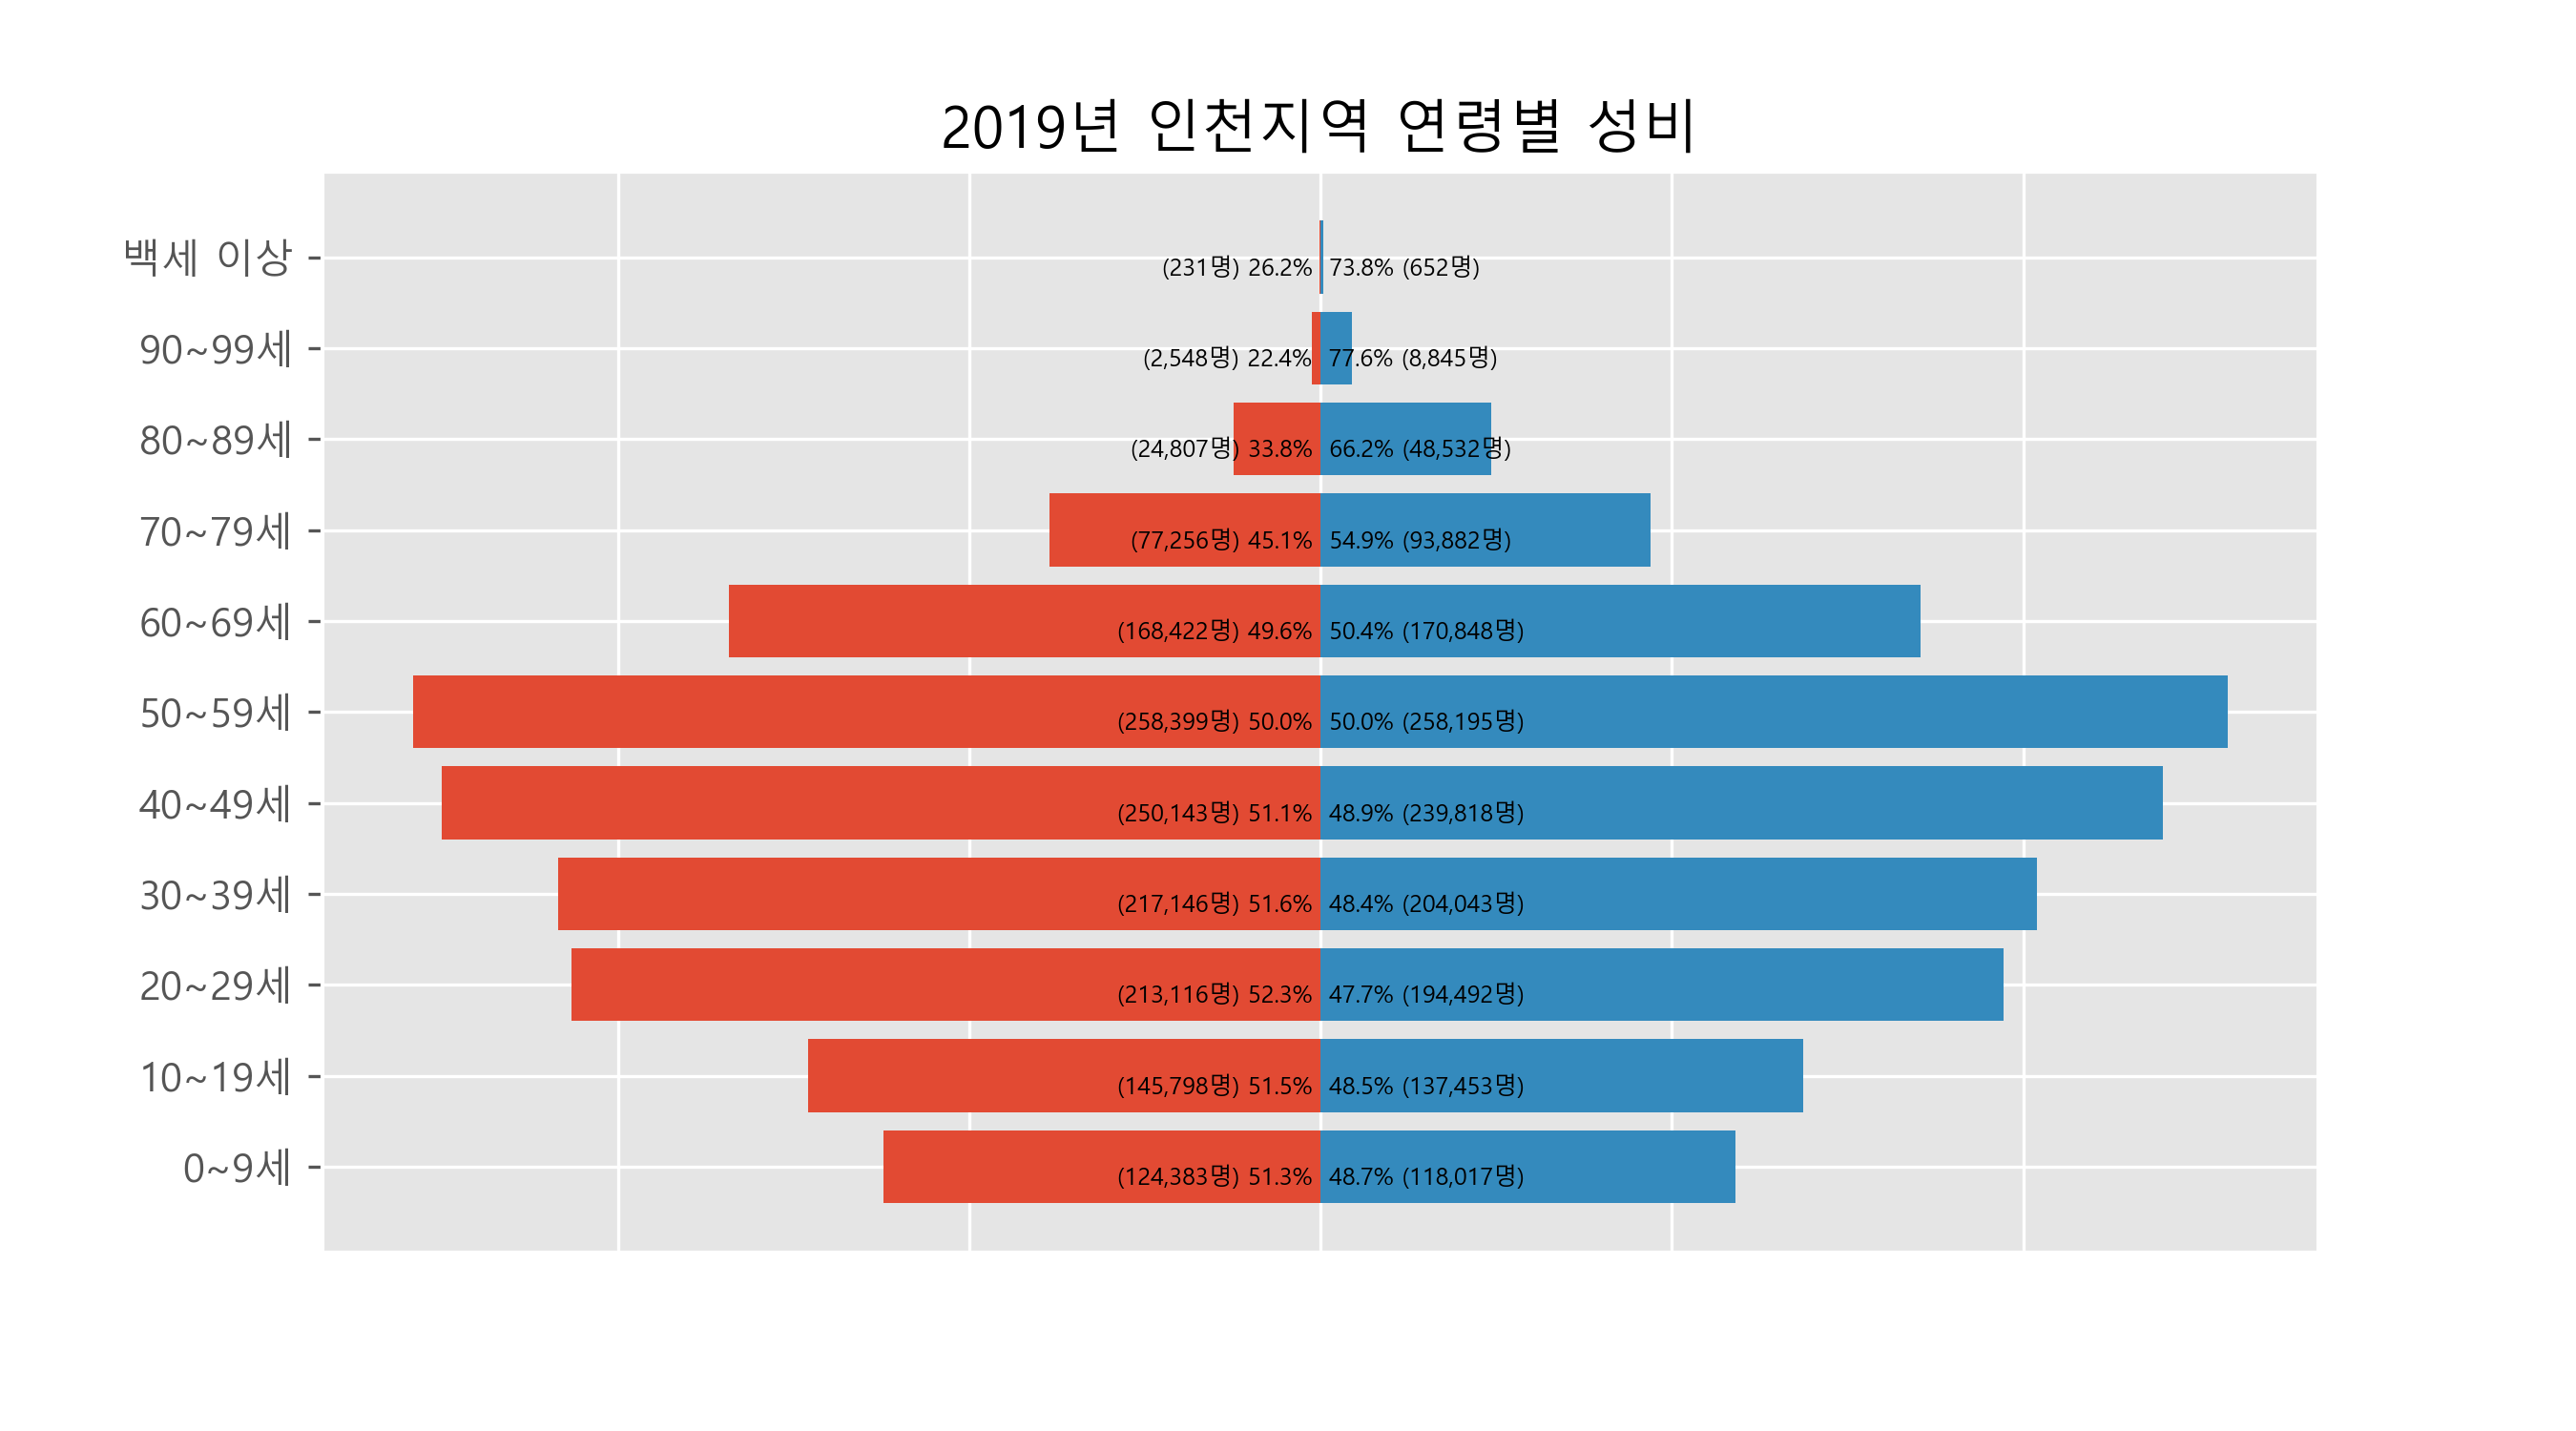 2019년 인천지역 연령별 성비
백세 이상 (231명) 26.2% 73.8% (652명)
90~99세 (2,548명) 22.4% 77.6% (8,845명)
80~89세 (24,807명) 33.8% 66.2% (48,532명)
70~79세 (77,256명) 45.1% 54.9% (93,882명)
60~69세 (168,422명) 49.6% 50.4% (170,848명)
50~59세 (258,399명) 50.0% 50.0% (258,195명)
40~49세 (250,143명) 51.1% 48.9% (239,818명)
30~39세 (217,146명) 51.6% 48.4% (204,043명)
20~29세 (213,116명) 52.3% 47.7% (194,492명)
10~19세 (145,798명) 51.5% 48.5% (137,453명)
0~9세 (124,383명) 51.3% 48.7% (118,017명)